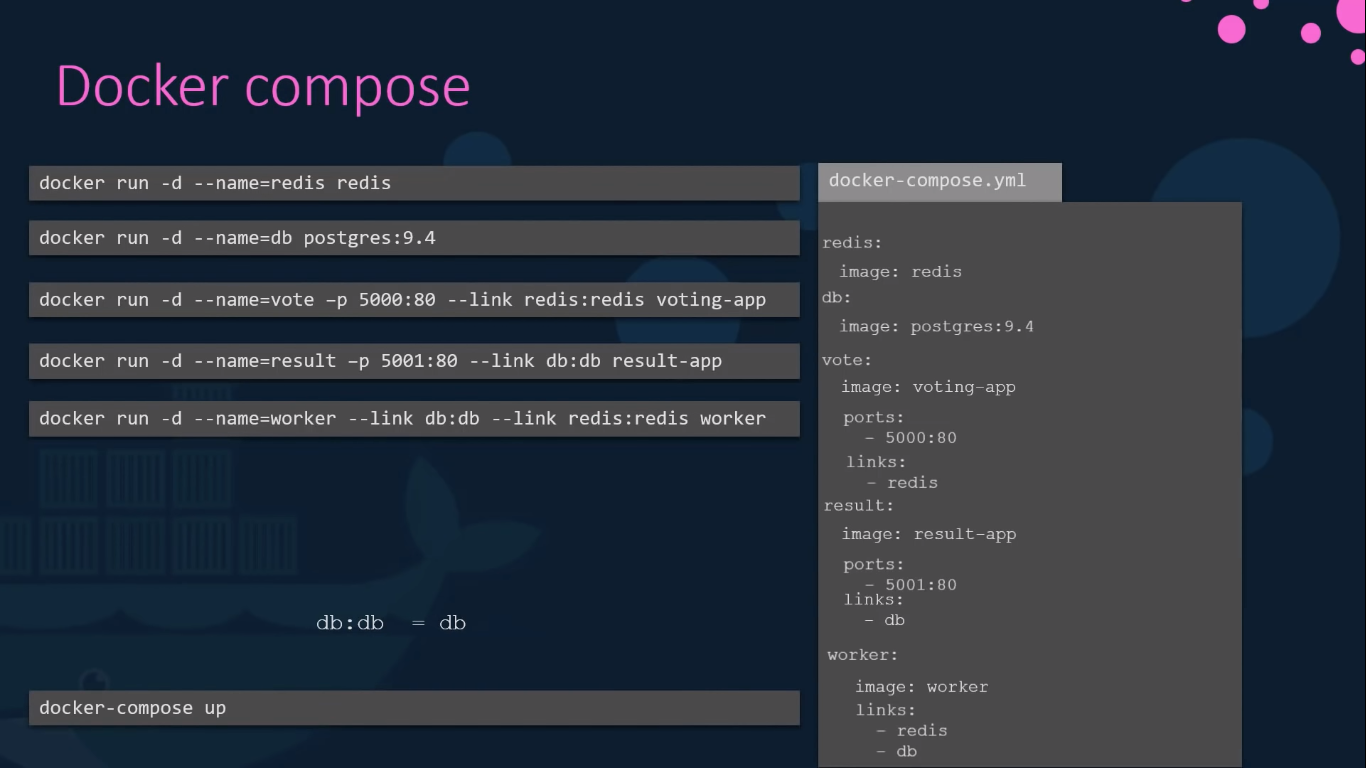 Docker compose
docker run -d --name=redis redis
docker run -d --name=db postgres:9.4
docker run -d --name=vote –p 5000:80 --link redis:redis voting-app
docker run -d --name=result –p 5001:80 --link db:db result-app
docker run -d --name=worker --link db:db --link redis:redis worker
db:db = db
docker-compose up
docker-compose.yml
redis:
image: redis
db:
image: postgres:9.4
vote:
image: voting-app
ports:
- 5000:80
links:
- redis
result:
image: result-app
ports:
- 5001:80
links:
- db
worker:
image: worker
links:
- redis
- db